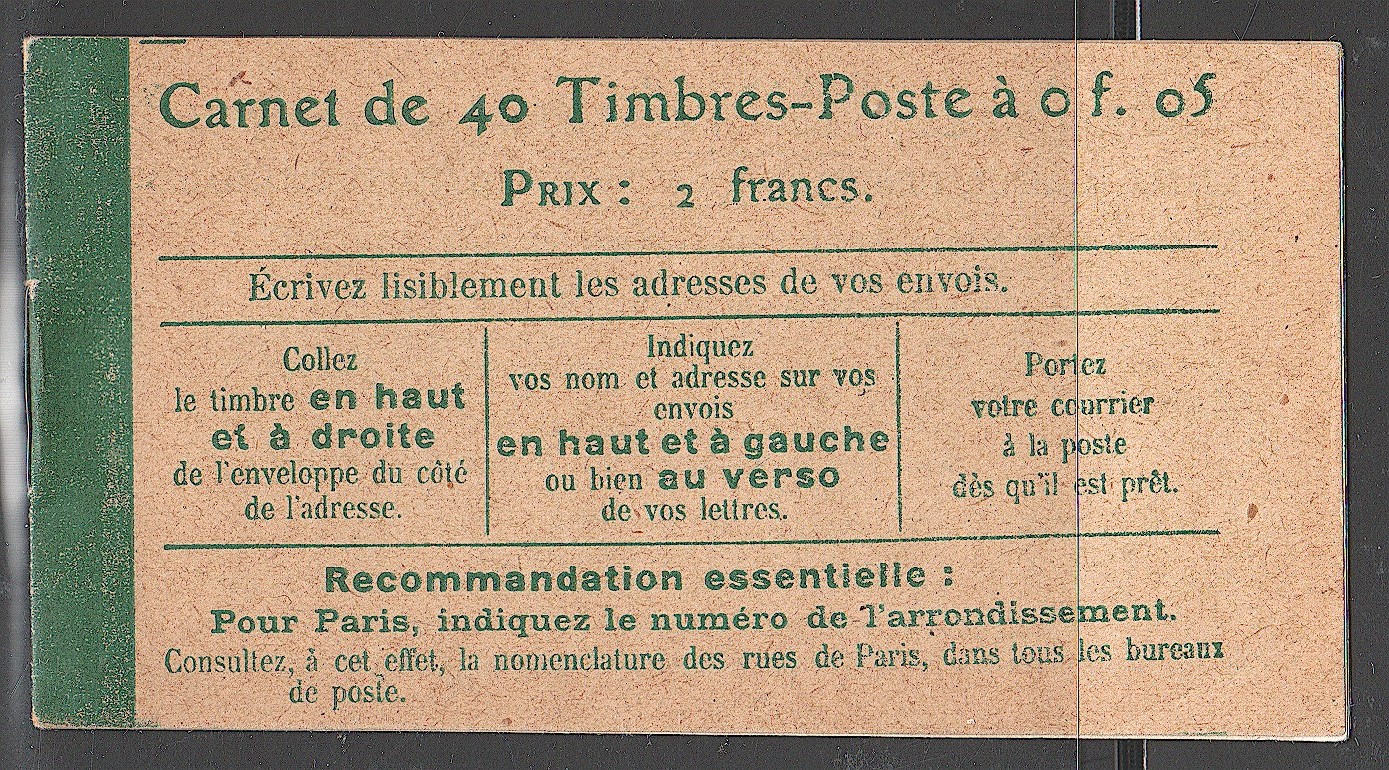 Carnet de 40 Timbres-Poste à 0 f. 05
PRIX : 2 francs.
Écrivez lisiblement les adresses de vos envois.
Collez
le timbre en haut
et à droite
de l'enveloppe du côté
de l'adresse.
Indiquez
vos nom et adresse sur vos
envois
en haut et à gauche
ou bien au verso
de vos lettres.
Portez
votre courrier
à la poste
dès qu'il est prêt.
Recommandation essentielle :
Pour Paris, indiquez le numéro de l'arrondissement.
Consultez, à cet effet, la nomenclature des rues de Paris, dans tous les bureaux
de poste.